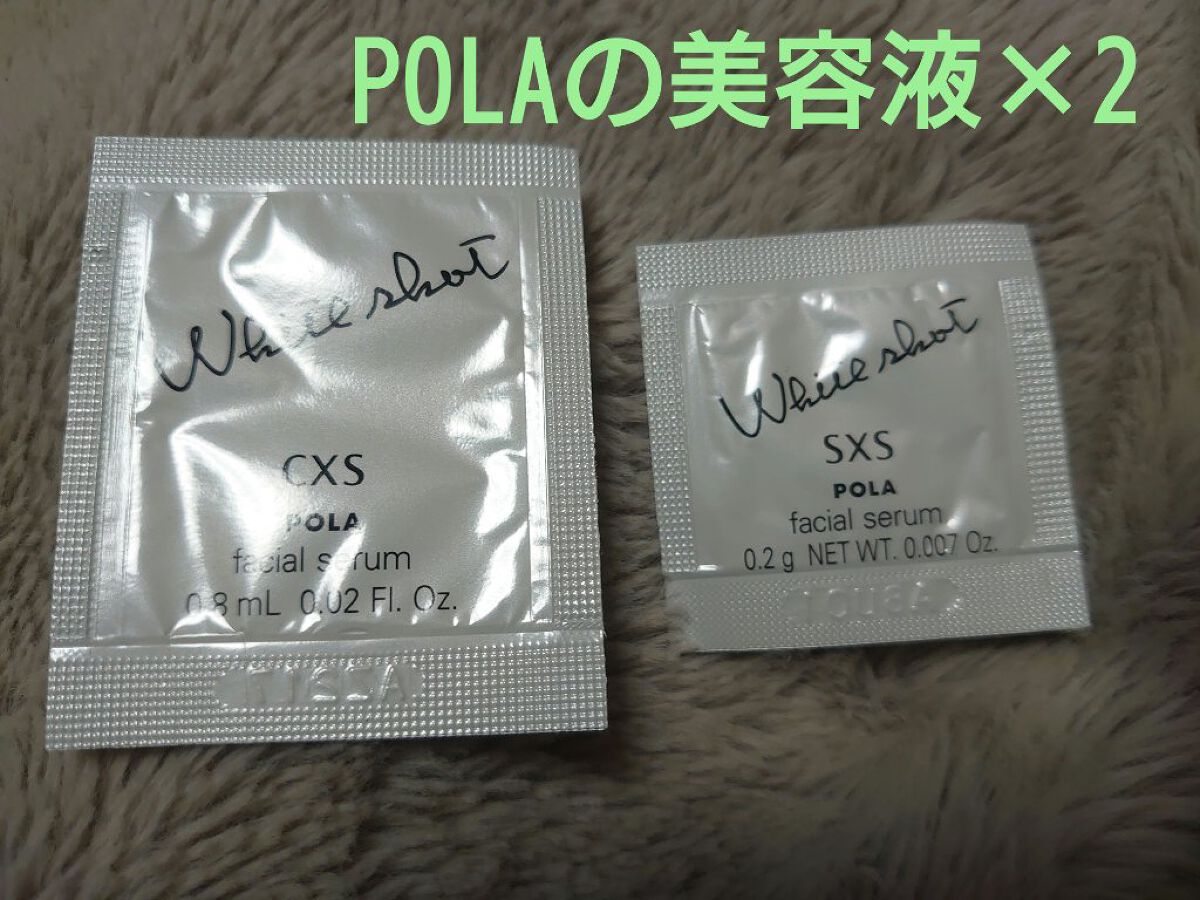 POLAの美容液×2
White shot
CXS
POLA
facial serum
0.8 mL 0.02 Fl. Oz.
White shot
SXS
POLA
facial serum
0.2 g NET WT. 0.007 Oz.